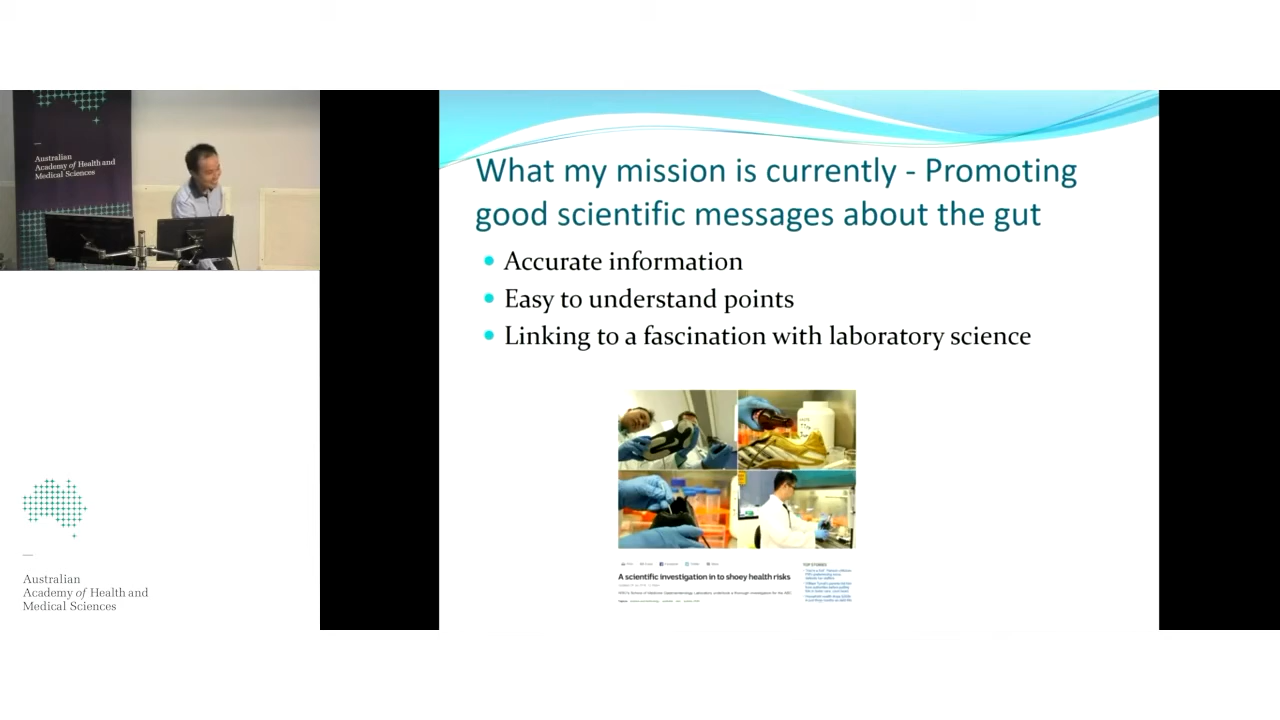 Australian
Academy of Health and
Medical Sciences
What my mission is currently - Promoting
good scientific messages about the gut
• Accurate information
• Easy to understand points
• Linking to a fascination with laboratory science
A scientific investigation in to shoey health risks
TOP STORIES
Australian
Academy of Health and
Medical Sciences